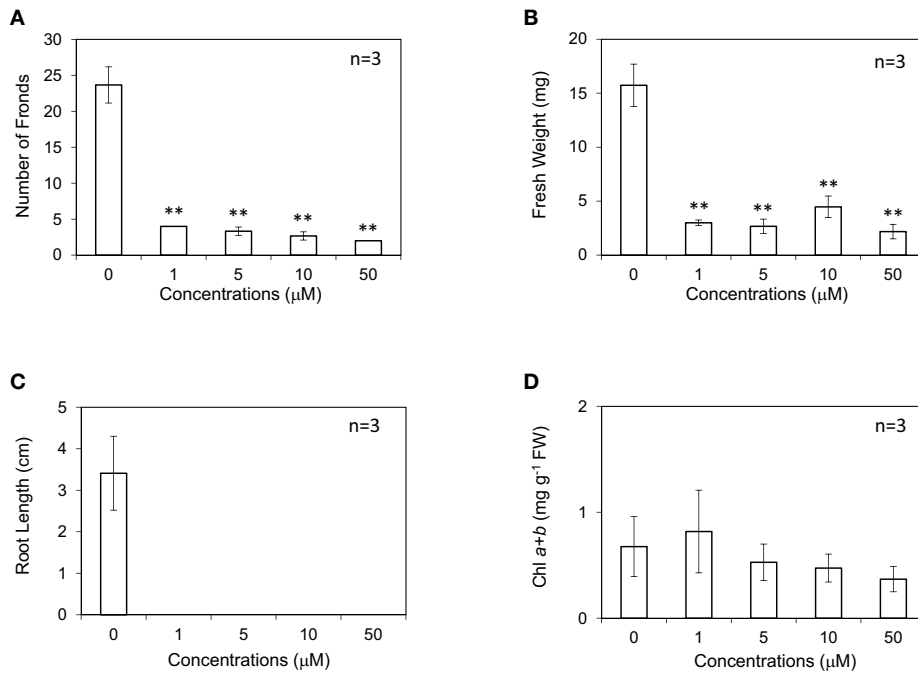 A
Number of Fronds
30
25
20
15
10
5
0
n=3
** ** ** **
0 1 5 10 50
Concentrations (μM)
B
Fresh Weight (mg)
20
15
10
5
0
n=3
** ** ** **
0 1 5 10 50
Concentrations (μM)
C
Root Length (cm)
5
4
3
2
1
0
n=3
0 1 5 10 50
Concentrations (μM)
D
Chl a+b (mg g⁻¹ FW)
2
1
0
n=3
0 1 5 10 50
Concentrations (μM)